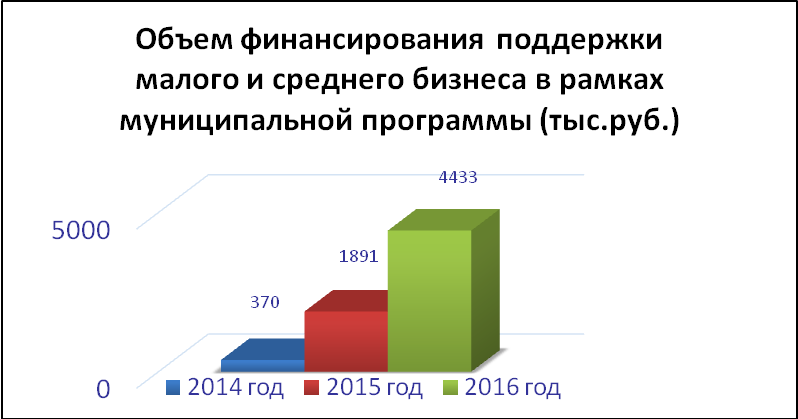 Объем финансирования поддержки
малого и среднего бизнеса в рамках
муниципальной программы (тыс.руб.)
4433
5000
1891
370
0
2014 год 2015 год 2016 год